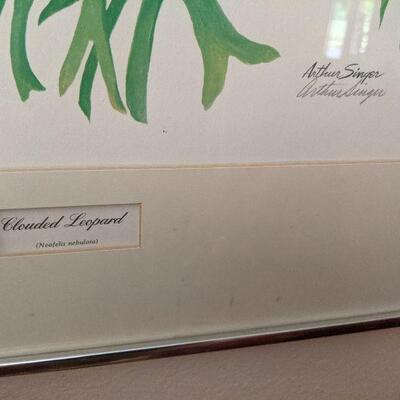 Arthur Singer
Arthur Singer
Clouded Leopard
(Neofelis nebulosa)